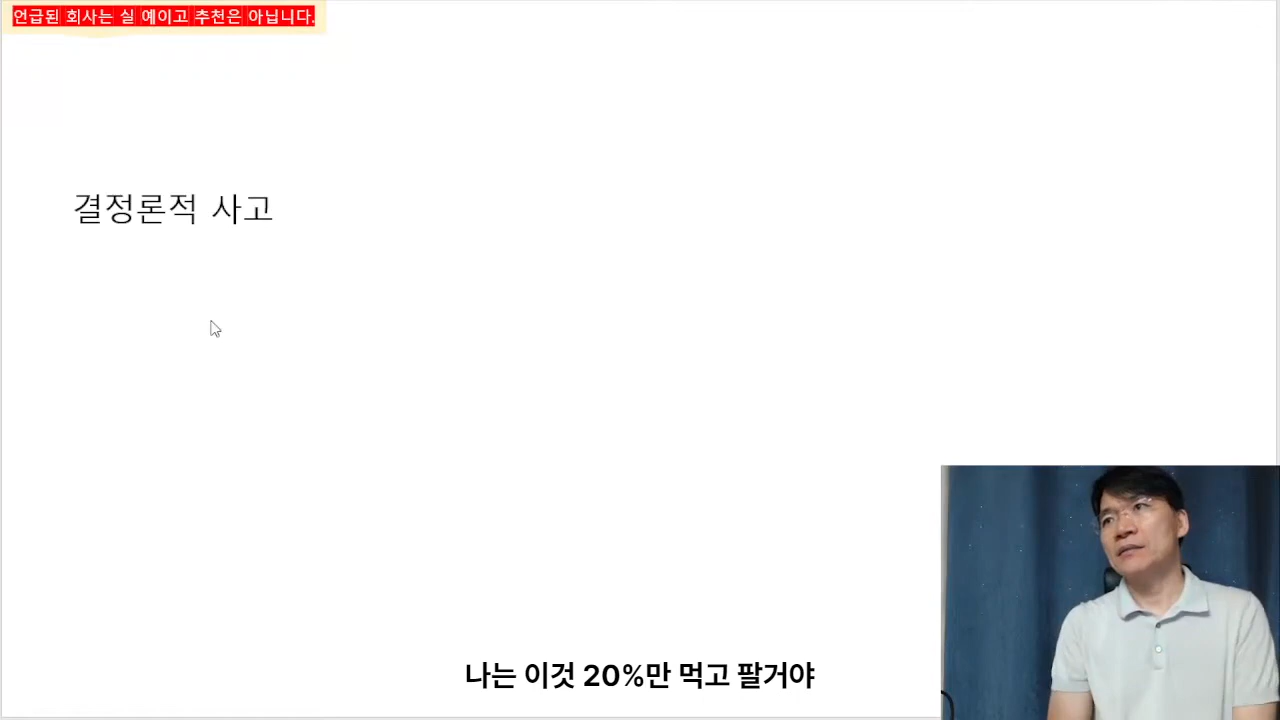 언급된 회사는 실 예이고 추천은 아닙니다.
결정론적 사고
나는 이것 20%만 먹고 팔거야